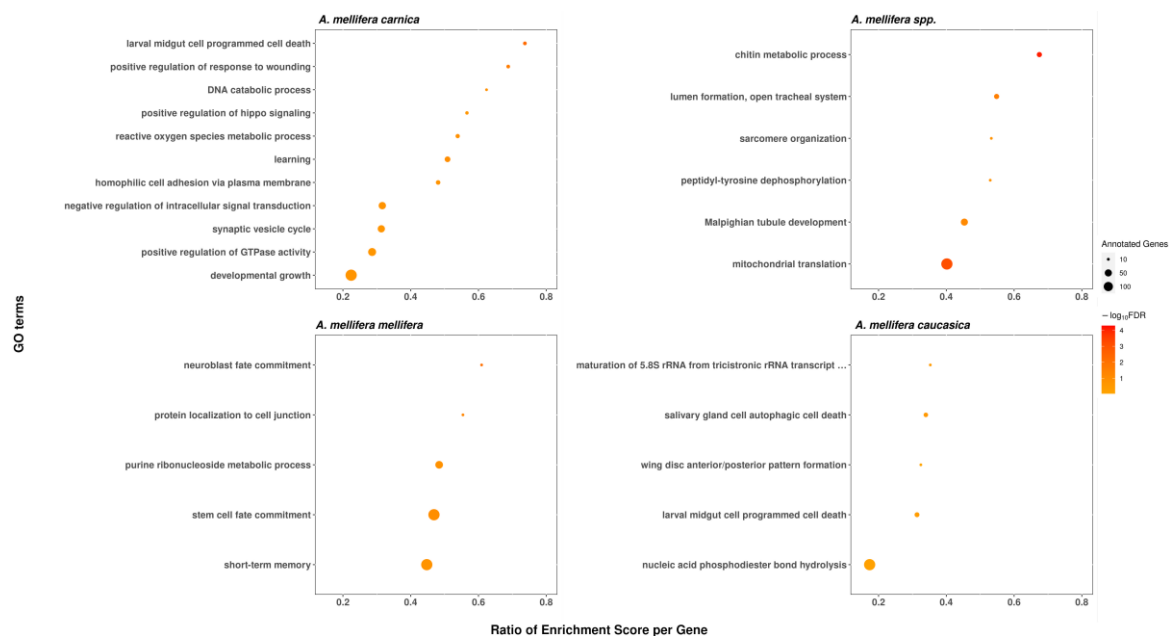 A. mellifera carnica
larval midgut cell programmed cell death
positive regulation of response to wounding
DNA catabolic process
positive regulation of hippo signaling
reactive oxygen species metabolic process
learning
homophilic cell adhesion via plasma membrane
negative regulation of intracellular signal transduction
synaptic vesicle cycle
positive regulation of GTPase activity
developmental growth
0.2 0.4 0.6 0.8
A. mellifera spp.
chitin metabolic process
lumen formation, open tracheal system
sarcomere organization
peptidyl-tyrosine dephosphorylation
Malpighian tubule development
mitochondrial translation
0.2 0.4 0.6 0.8
A. mellifera mellifera
neuroblast fate commitment
protein localization to cell junction
purine ribonucleoside metabolic process
stem cell fate commitment
short-term memory
0.2 0.4 0.6 0.8
A. mellifera caucasica
maturation of 5.8S rRNA from tricistronic rRNA transcript ...
salivary gland cell autophagic cell death
wing disc anterior/posterior pattern formation
larval midgut cell programmed cell death
nucleic acid phosphodiester bond hydrolysis
0.2 0.4 0.6 0.8
GO terms
Ratio of Enrichment Score per Gene
Annotated Genes
10
50
100
−log₁₀FDR
4
3
2
1